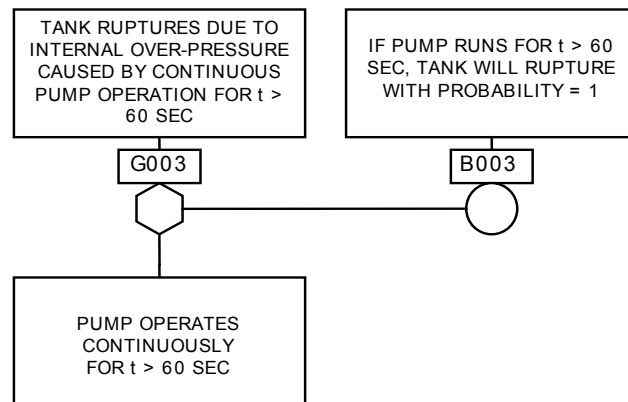 TANK RUPTURES DUE TO
INTERNAL OVER-PRESSURE
CAUSED BY CONTINUOUS
PUMP OPERATION FOR t >
60 SEC
IF PUMP RUNS FOR t > 60
SEC, TANK WILL RUPTURE
WITH PROBABILITY = 1
G003
B003
PUMP OPERATES
CONTINUOUSLY
FOR t > 60 SEC